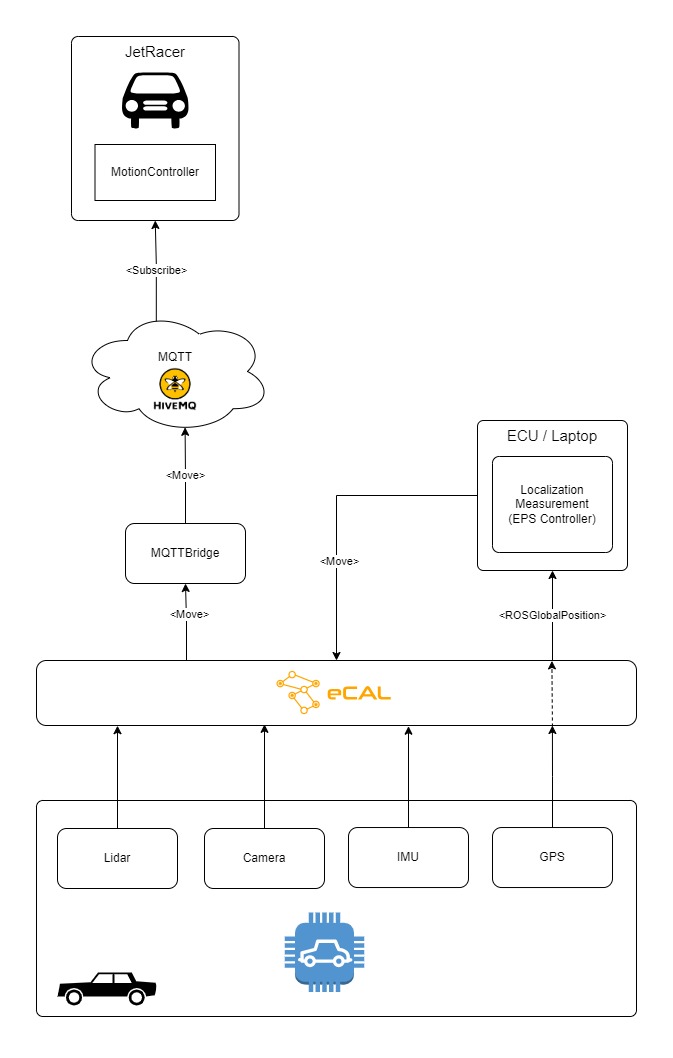 JetRacer
MotionController
<Subscribe>
MQTT
HIVEMQ
<Move>
MQTTBridge
<Move>
ECU / Laptop
Localization
Measurement
(EPS Controller)
<Move>
<ROSGlobalPosition>
eCAL
Lidar
Camera
IMU
GPS